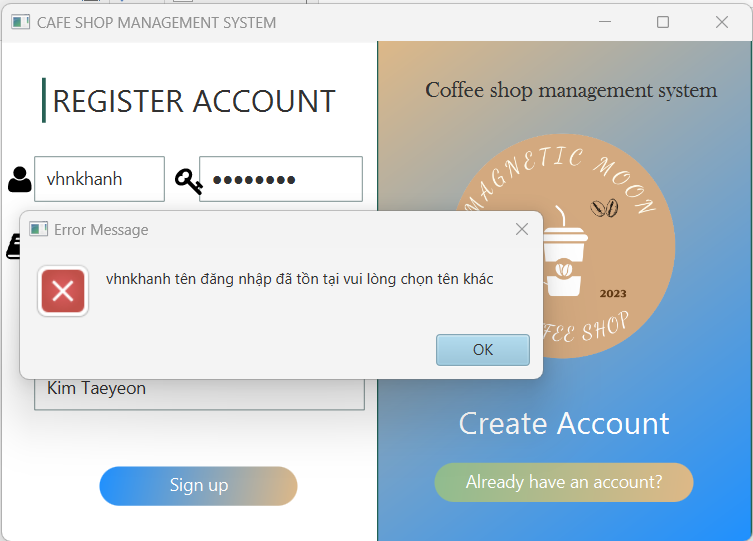 CAFE SHOP MANAGEMENT SYSTEM
REGISTER ACCOUNT
vhnkhanh
Error Message
vhnkhanh tên đăng nhập đã tồn tại vui lòng chọn tên khác
OK
Kim Taeyeon
Sign up
Coffee shop management system
MAGNETIC MOON
2023
FEE SHOP
Create Account
Already have an account?